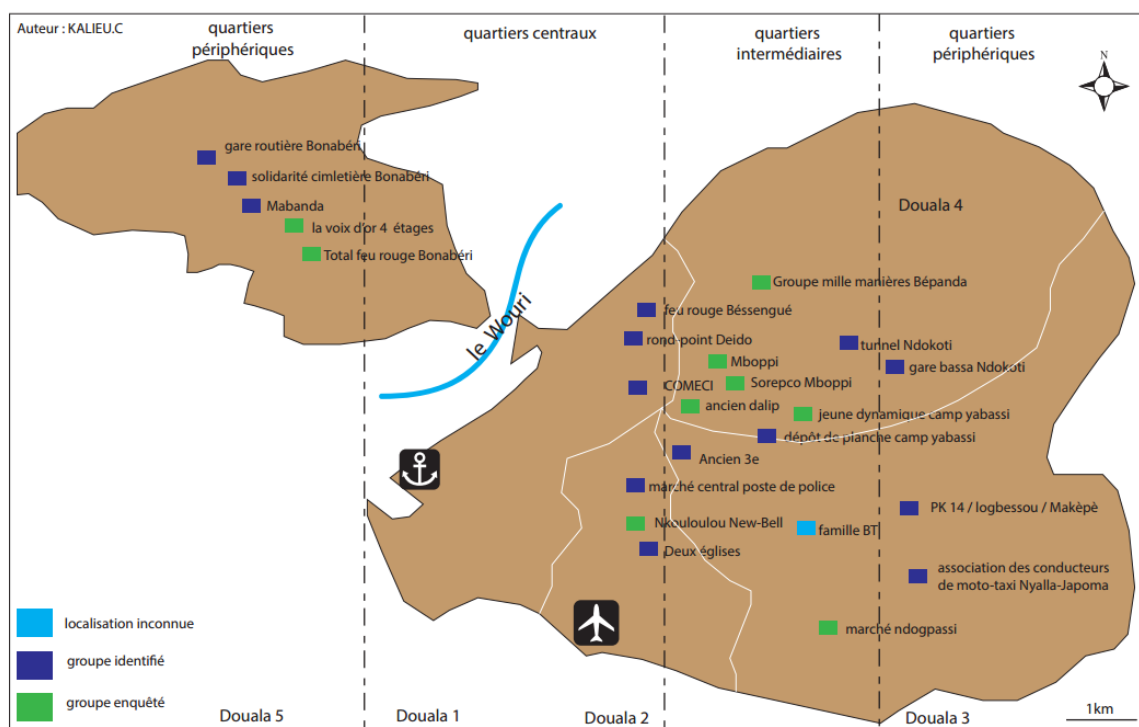 Auteur : KALIEU.C
quartiers
périphériques
quartiers centraux
quartiers
intermédiaires
quartiers
périphériques
N
gare routière Bonabéri
solidarité cimletière Bonabéri
Mabanda
la voix d'or 4 étages
Total feu rouge Bonabéri
le Wouri
Douala 4
Groupe mille manières Bépanda
feu rouge Béssengué
rond-point Deido
tunnel Ndokoti
Mboppi
gare bassa Ndokoti
COMECI
Sorepco Mboppi
ancien dalip
jeune dynamique camp yabassi
dépôt de planche camp yabassi
Ancien 3e
marché central poste de police
PK 14 / logbessou / Makèpè
Nkouloulou New-Bell
famille BT
Deux églises
association des conducteurs
de moto-taxi Nyalla-Japoma
marché ndogpassi
localisation inconnue
groupe identifié
groupe enquêté
Douala 5
Douala 1
Douala 2
Douala 3
1km